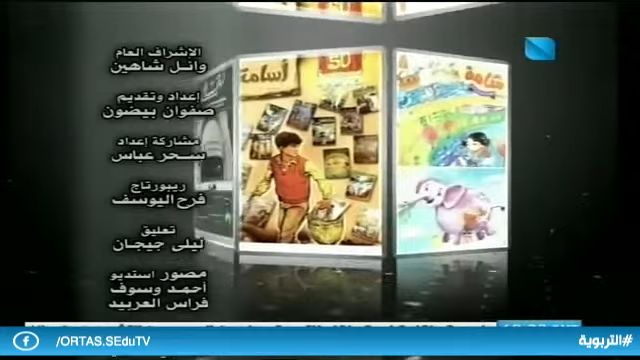 الاشراف العام
وائل شاهين
إعداد وتقديم
صفوان بيضون
مشاركة إعداد
سحر عباس
ريبورتاج
فرح اليوسف
تعليق
ليلى جيجان
مصور استديو
أحمد وسوف
فراس العربيد
أسامة
50
شامة
/ORTAS.SEduTV
#التربوية